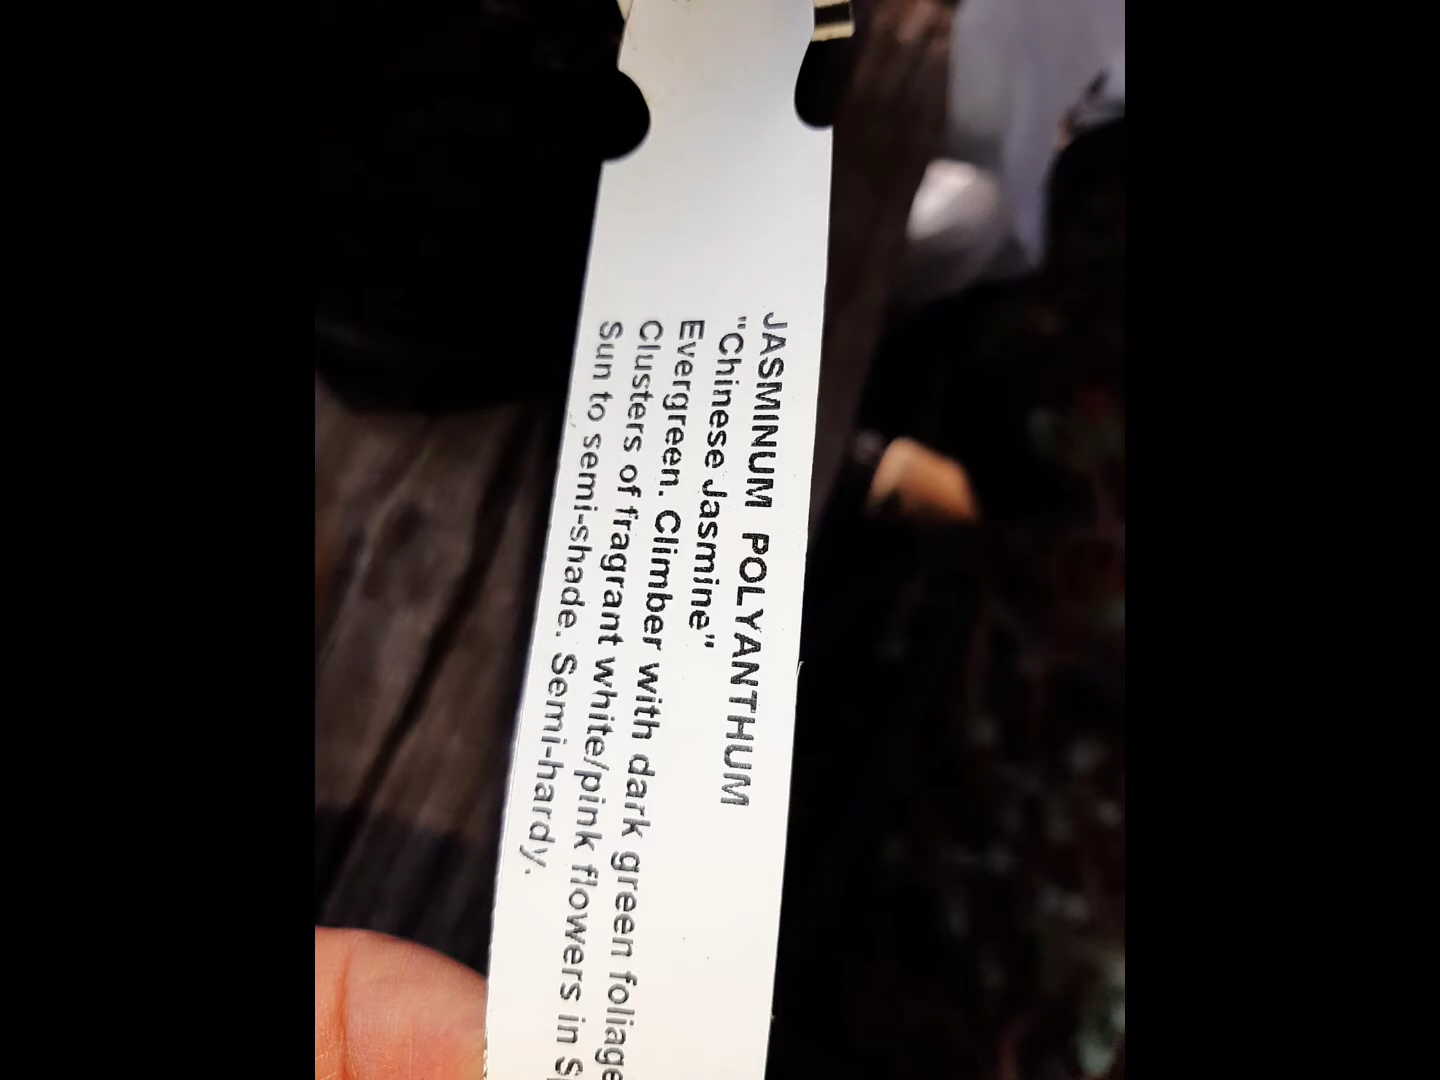 JASMINUM POLYANTHUM
"Chinese Jasmine"
Evergreen. Climber with dark green foliage
Clusters of fragrant white/pink flowers in
Sun to semi-shade. Semi-hardy.